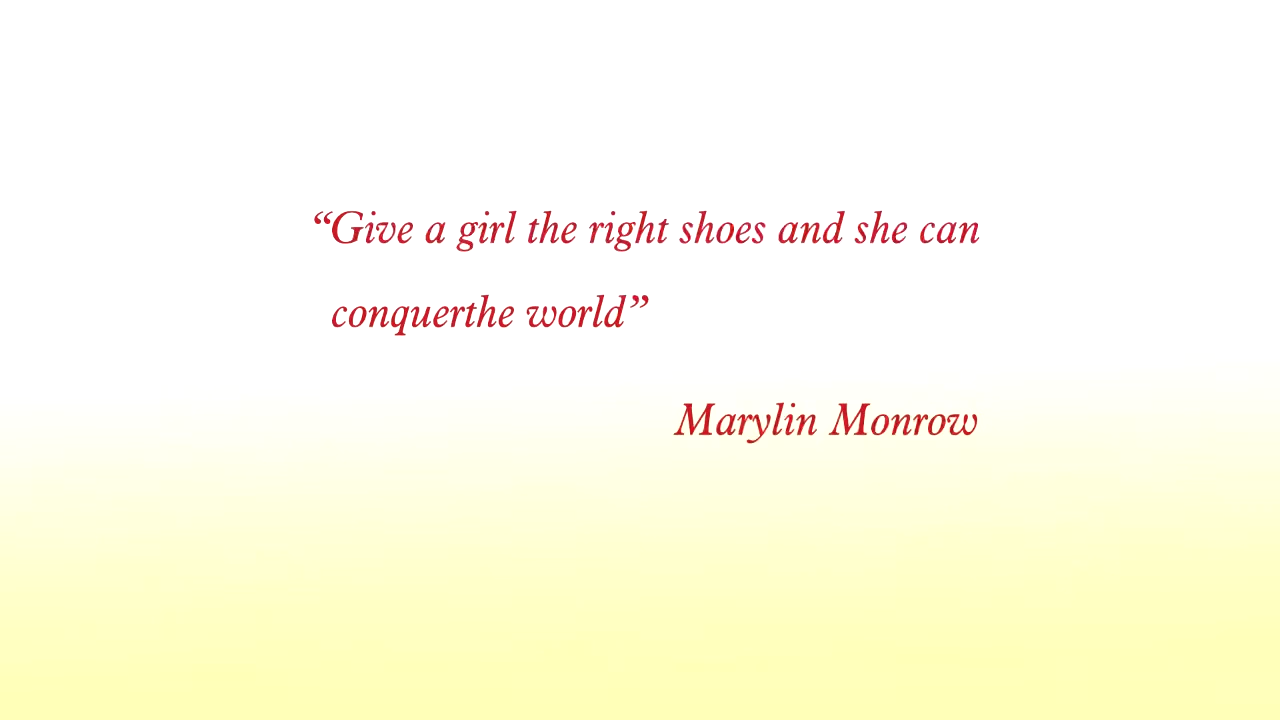 “Give a girl the right shoes and she can
conquerthe world”
Marylin Monrow